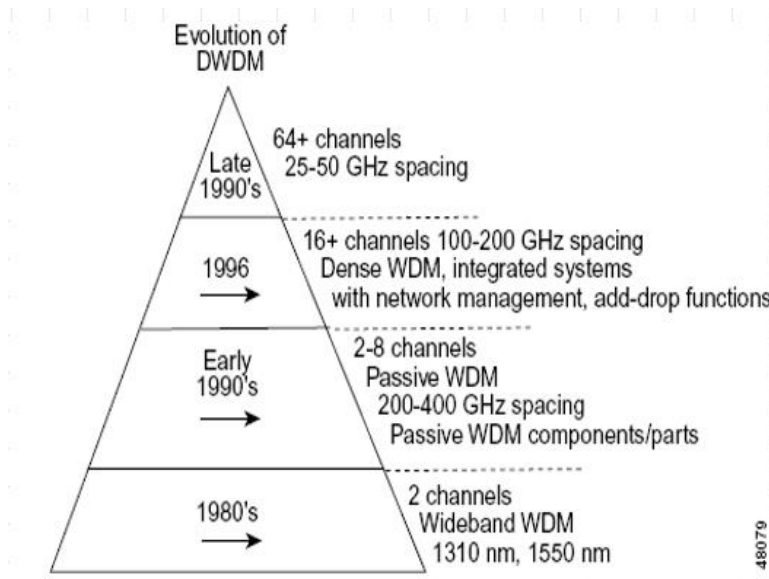 Evolution of
DWDM
64+ channels
25-50 GHz spacing
Late
1990's
16+ channels 100-200 GHz spacing
Dense WDM, integrated systems
with network management, add-drop functions
1996
2-8 channels
Passive WDM
200-400 GHz spacing
Passive WDM components/parts
Early
1990's
2 channels
Wideband WDM
1310 nm, 1550 nm
1980's
48079